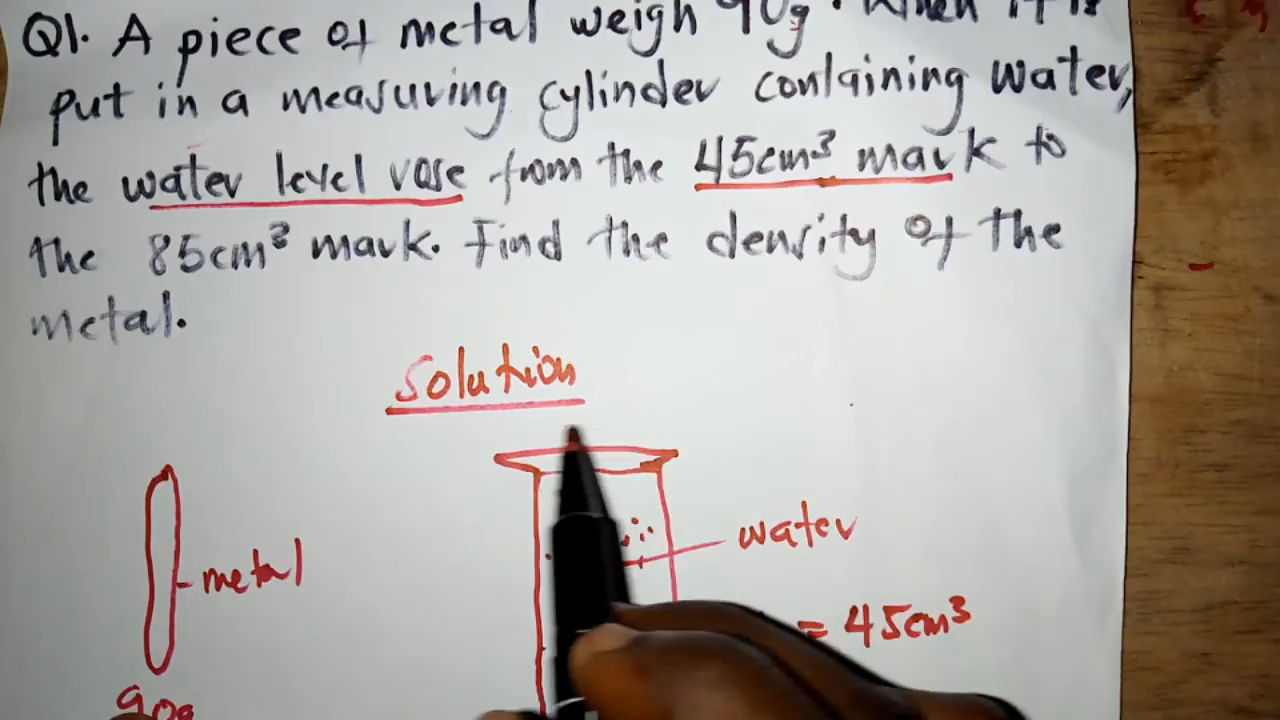 Q1. A piece of metal weigh 90g. When it is
put in a measuring cylinder containing water,
the water level rose from the 45cm³ mark to
the 85cm³ mark. Find the density of the
metal.
Solution
water
metal
= 45cm³
90g